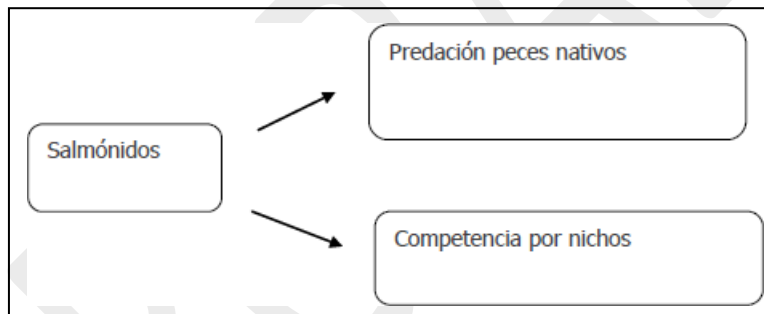 Predación peces nativos
Salmónidos
Competencia por nichos